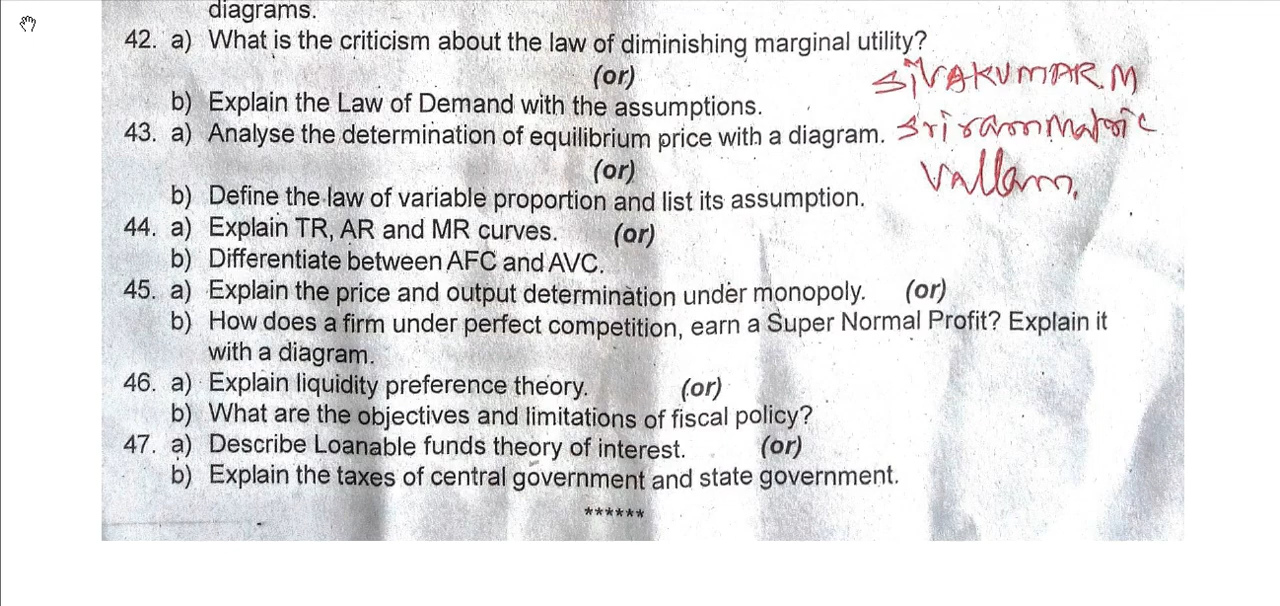 diagrams.
42. a) What is the criticism about the law of diminishing marginal utility?
(or)
SIVAKUMAR.M
b) Explain the Law of Demand with the assumptions.
43. a) Analyse the determination of equilibrium price with a diagram.
Sri ram Matric
(or)
Vallam.
b) Define the law of variable proportion and list its assumption.
44. a) Explain TR, AR and MR curves. (or)
b) Differentiate between AFC and AVC.
45. a) Explain the price and output determination under monopoly. (or)
b) How does a firm under perfect competition, earn a Super Normal Profit? Explain it
with a diagram.
46. a) Explain liquidity preference theory. (or)
b) What are the objectives and limitations of fiscal policy?
47. a) Describe Loanable funds theory of interest. (or)
b) Explain the taxes of central government and state government.
******